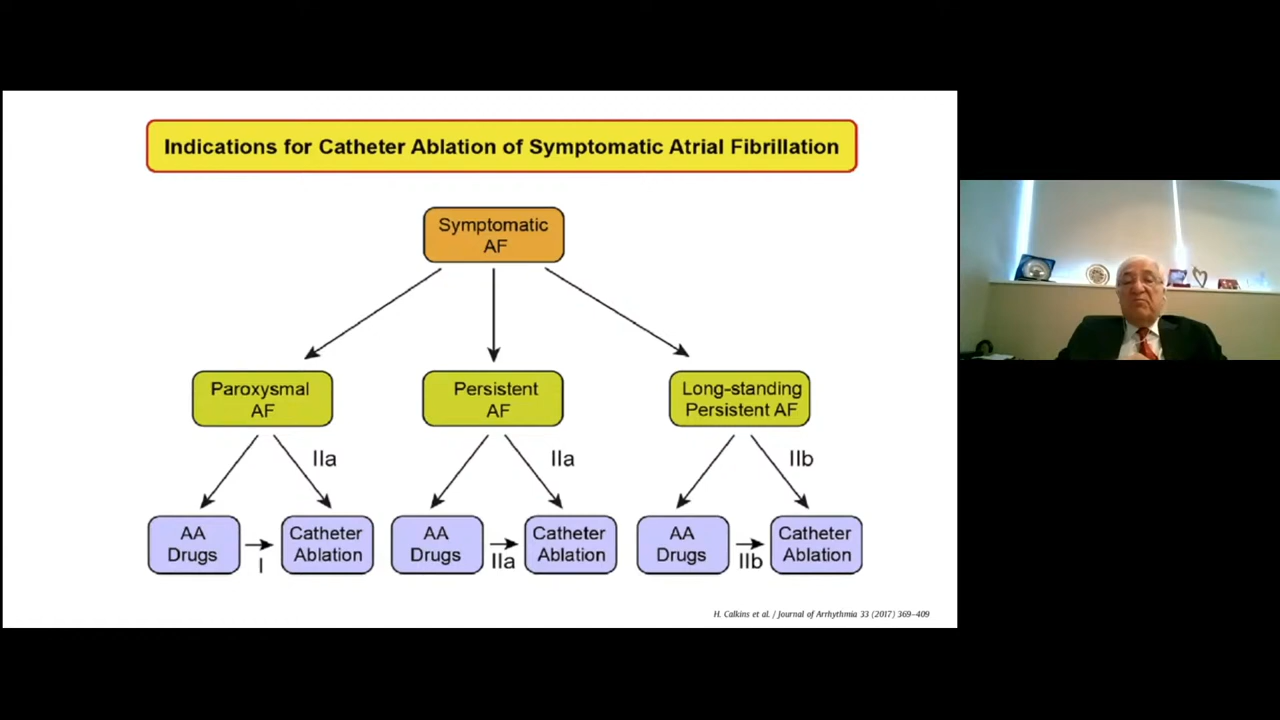 Indications for Catheter Ablation of Symptomatic Atrial Fibrillation
Symptomatic
AF
Paroxysmal
AF
Persistent
AF
Long-standing
Persistent AF
IIa
IIa
IIb
AA
Drugs
I
Catheter
Ablation
AA
Drugs
IIa
Catheter
Ablation
AA
Drugs
IIb
Catheter
Ablation
H. Calkins et al. / Journal of Arrhythmia 33 (2017) 369–409